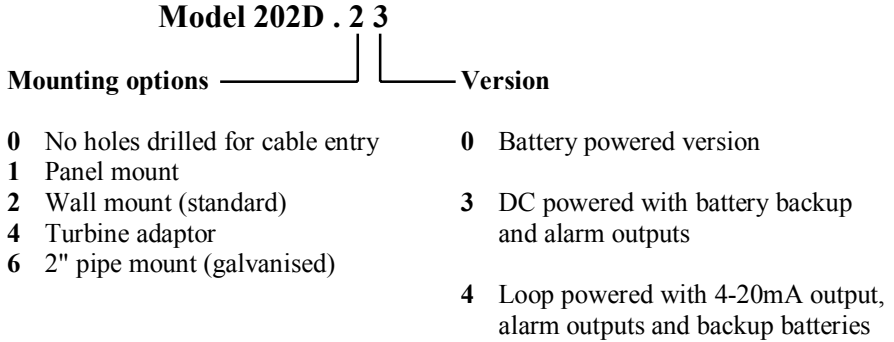 Model 202D . 2 3
Mounting options
Version
0 No holes drilled for cable entry
1 Panel mount
2 Wall mount (standard)
4 Turbine adaptor
6 2" pipe mount (galvanised)
0 Battery powered version
3 DC powered with battery backup
and alarm outputs
4 Loop powered with 4-20mA output,
alarm outputs and backup batteries